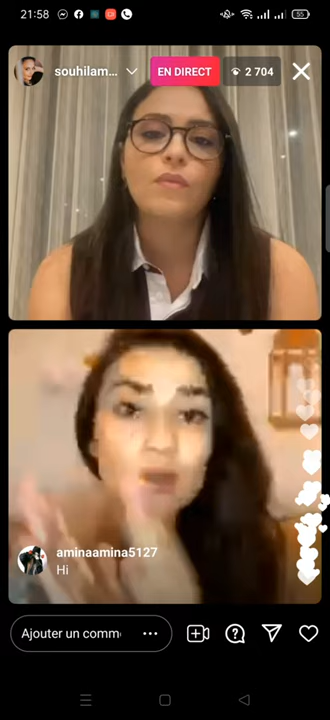 21:58
55
souhilam...
EN DIRECT
2 704
aminaamina5127
Hi
Ajouter un comm